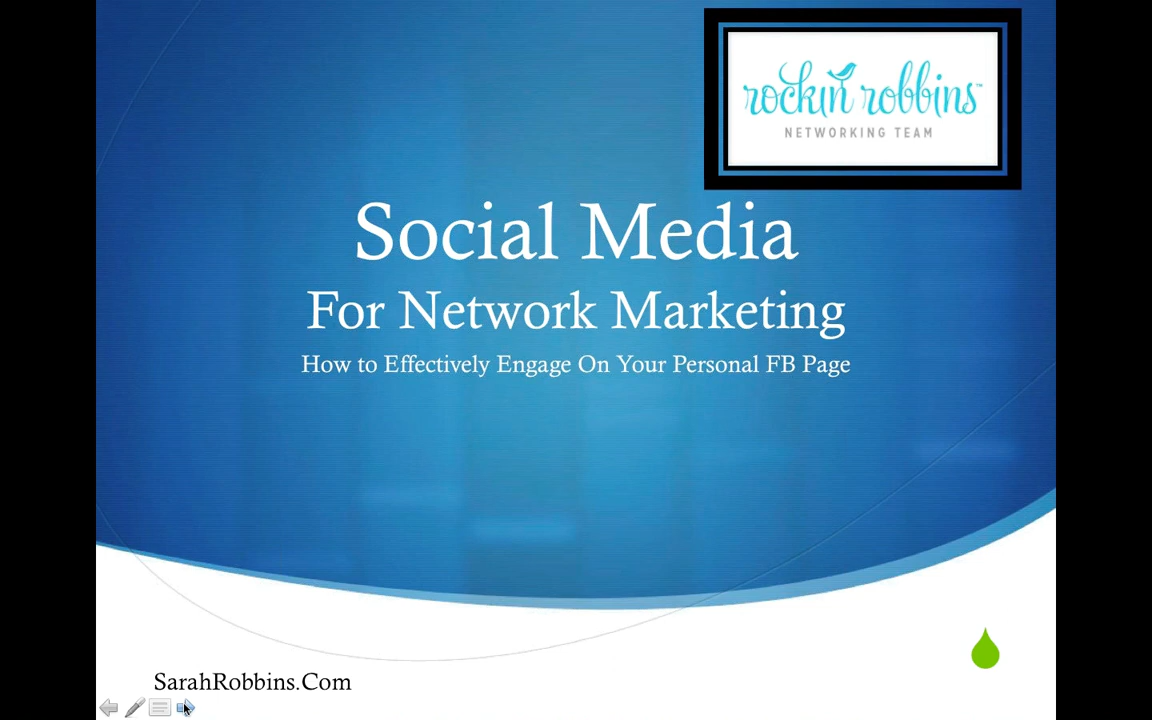 rockin robbins™
NETWORKING TEAM
Social Media
For Network Marketing
How to Effectively Engage On Your Personal FB Page
SarahRobbins.Com